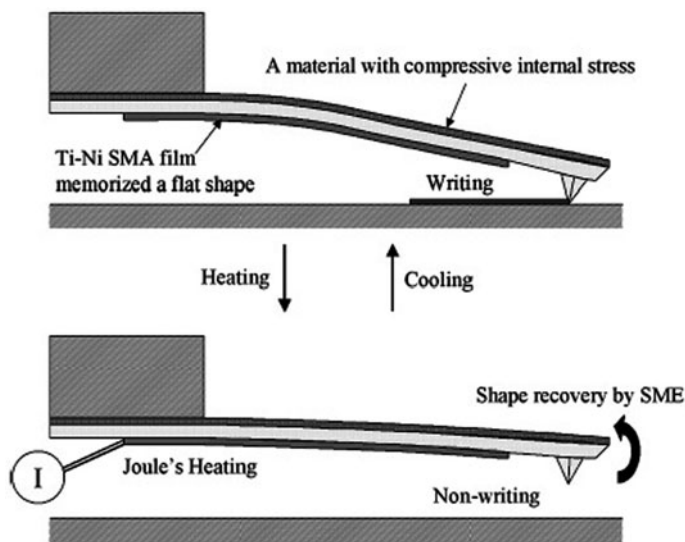 A material with compressive internal stress
Ti-Ni SMA film
memorized a flat shape
Writing
Heating
Cooling
Shape recovery by SME
I
Joule's Heating
Non-writing